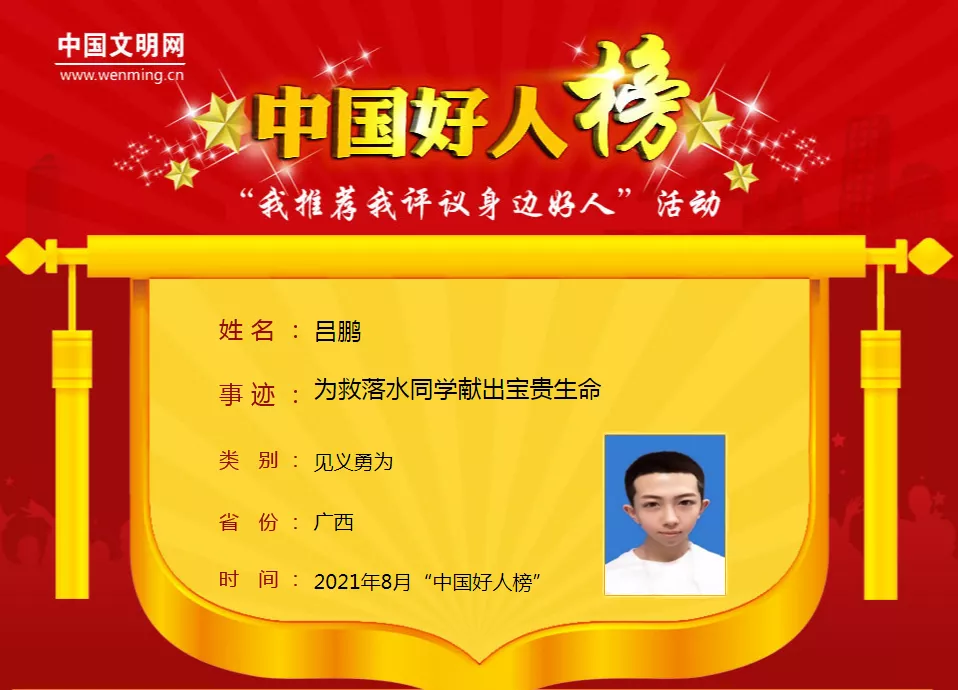 中国文明网
www.wenming.cn
中国好人榜
“我推荐我评议身边好人”活动
姓名：吕鹏
事迹：为救落水同学献出宝贵生命
类别：见义勇为
省份：广西
时间：2021年8月“中国好人榜”